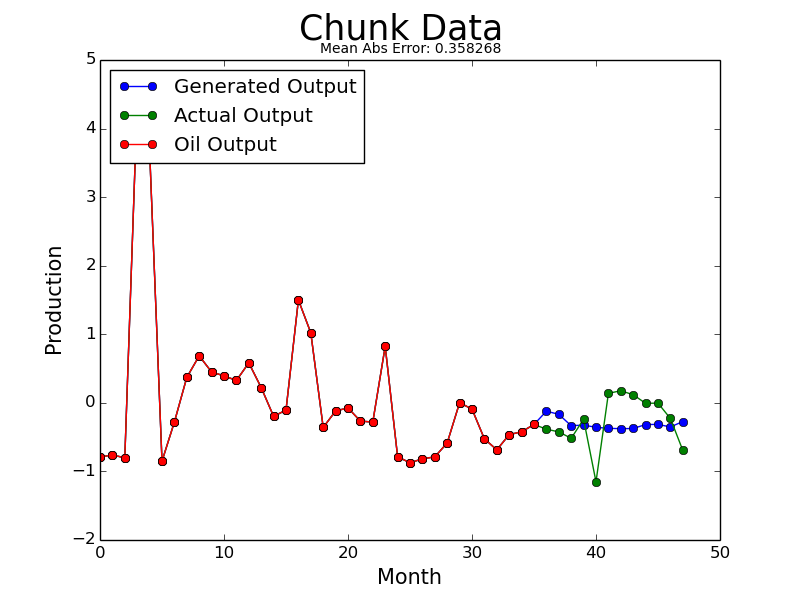 Chunk Data
Mean Abs Error: 0.358268
Generated Output
Actual Output
Oil Output
5
4
3
2
1
0
−1
−2
Production
0 10 20 30 40 50
Month